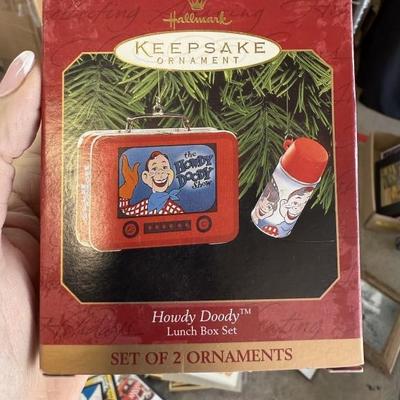 Hallmark
KEEPSAKE
ORNAMENT
the
HOWDY
DOODY
Show
Howdy Doody™
Lunch Box Set
SET OF 2 ORNAMENTS